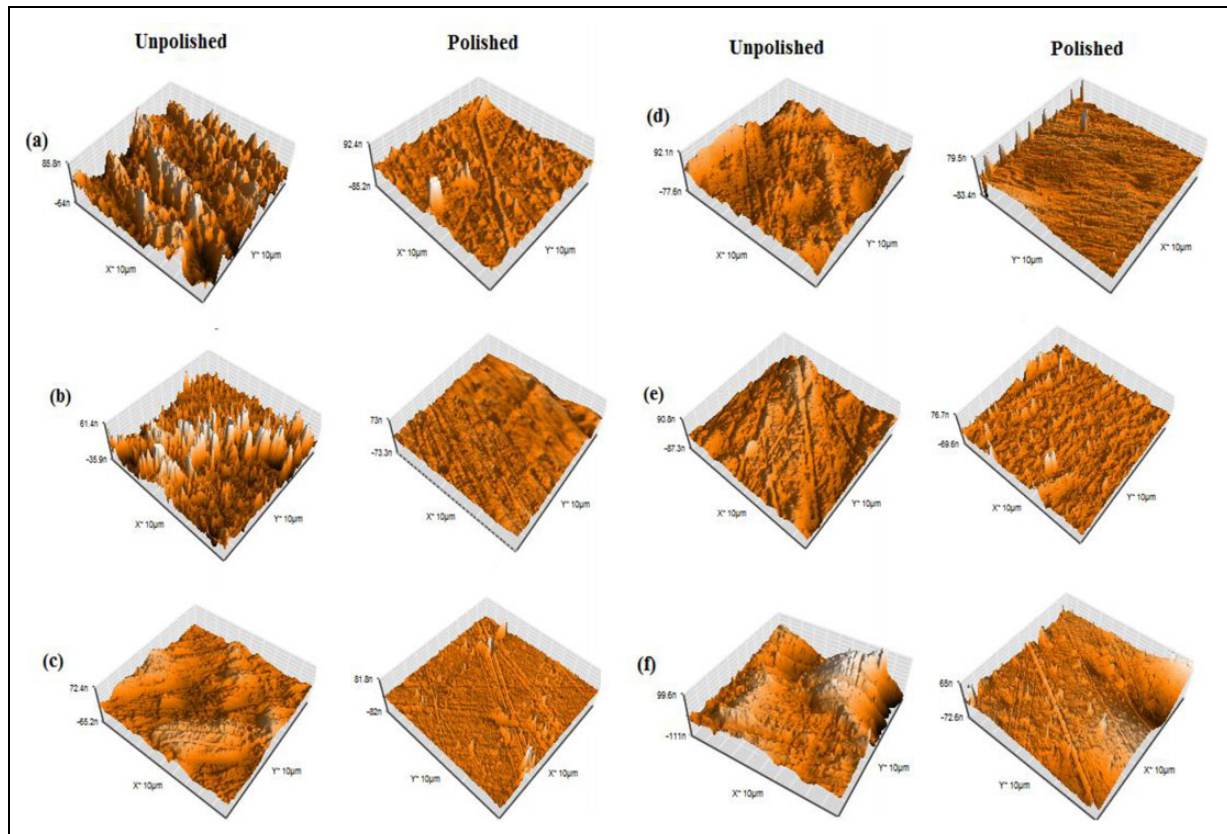 Unpolished
Polished
Unpolished
Polished
(a)
85.8n
-64n
X* 10µm
Y* 10µm
92.4n
-85.2n
X* 10µm
Y* 10µm
(d)
92.1n
-77.6n
X* 10µm
Y* 10µm
79.5n
-83.4n
Y* 10µm
X* 10µm
(b)
61.4n
-35.9n
X* 10µm
Y* 10µm
73n
-73.3n
X* 10µm
Y* 10µm
(e)
90.8n
-87.3n
X* 10µm
Y* 10µm
76.7n
-69.6n
X* 10µm
Y* 10µm
(c)
72.4n
-65.2n
X* 10µm
Y* 10µm
81.8n
-82n
Y* 10µm
X* 10µm
(f)
99.6n
-111n
X* 10µm
Y* 10µm
65n
-72.6n
Y* 10µm
X* 10µm